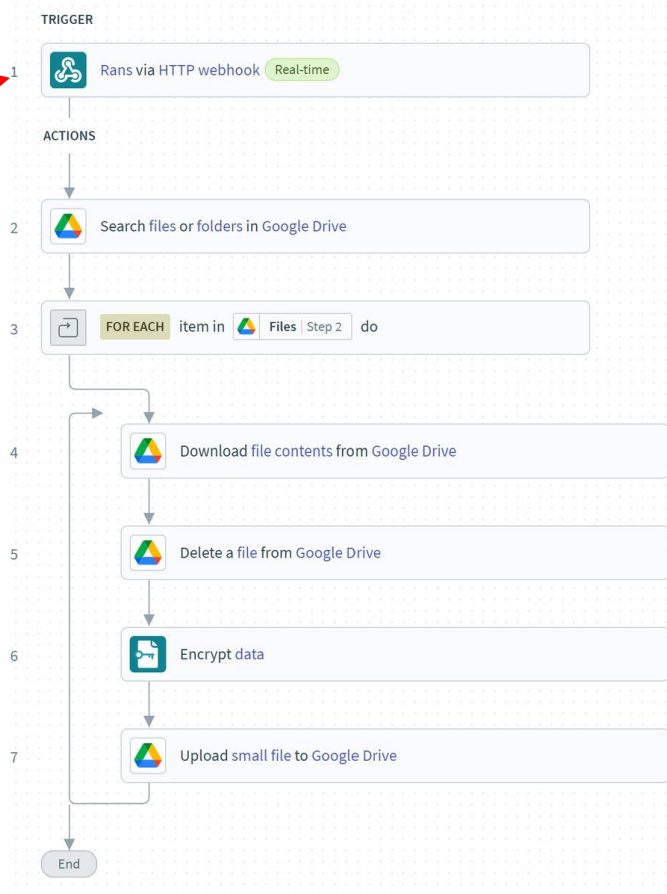 TRIGGER
1 Rans via HTTP webhook Real-time
ACTIONS
2 Search files or folders in Google Drive
3 FOR EACH item in Files | Step 2 do
4 Download file contents from Google Drive
5 Delete a file from Google Drive
6 Encrypt data
7 Upload small file to Google Drive
End